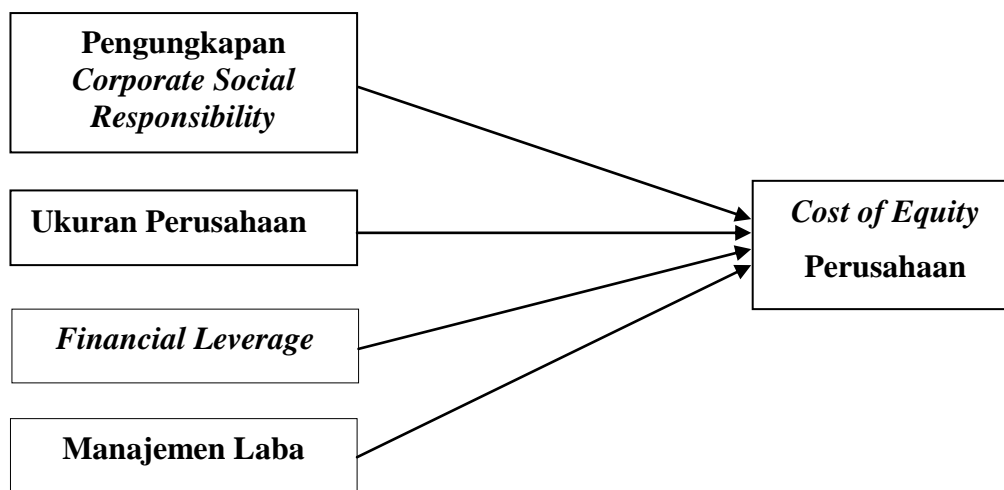 Pengungkapan
Corporate Social
Responsibility
Ukuran Perusahaan
Cost of Equity
Perusahaan
Financial Leverage
Manajemen Laba